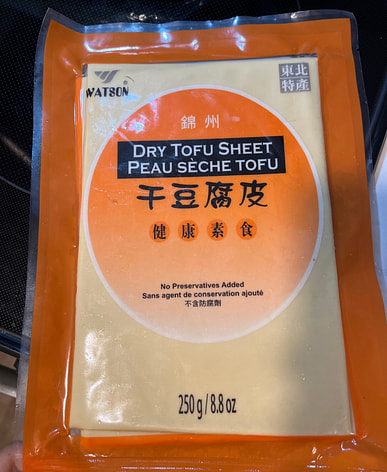 WATSON
東北
特產
錦州
DRY TOFU SHEET
PEAU SÈCHE TOFU
干豆腐皮
健康素食
No Preservatives Added
Sans agent de conservation ajouté
不含防腐劑
250 g / 8.8 oz